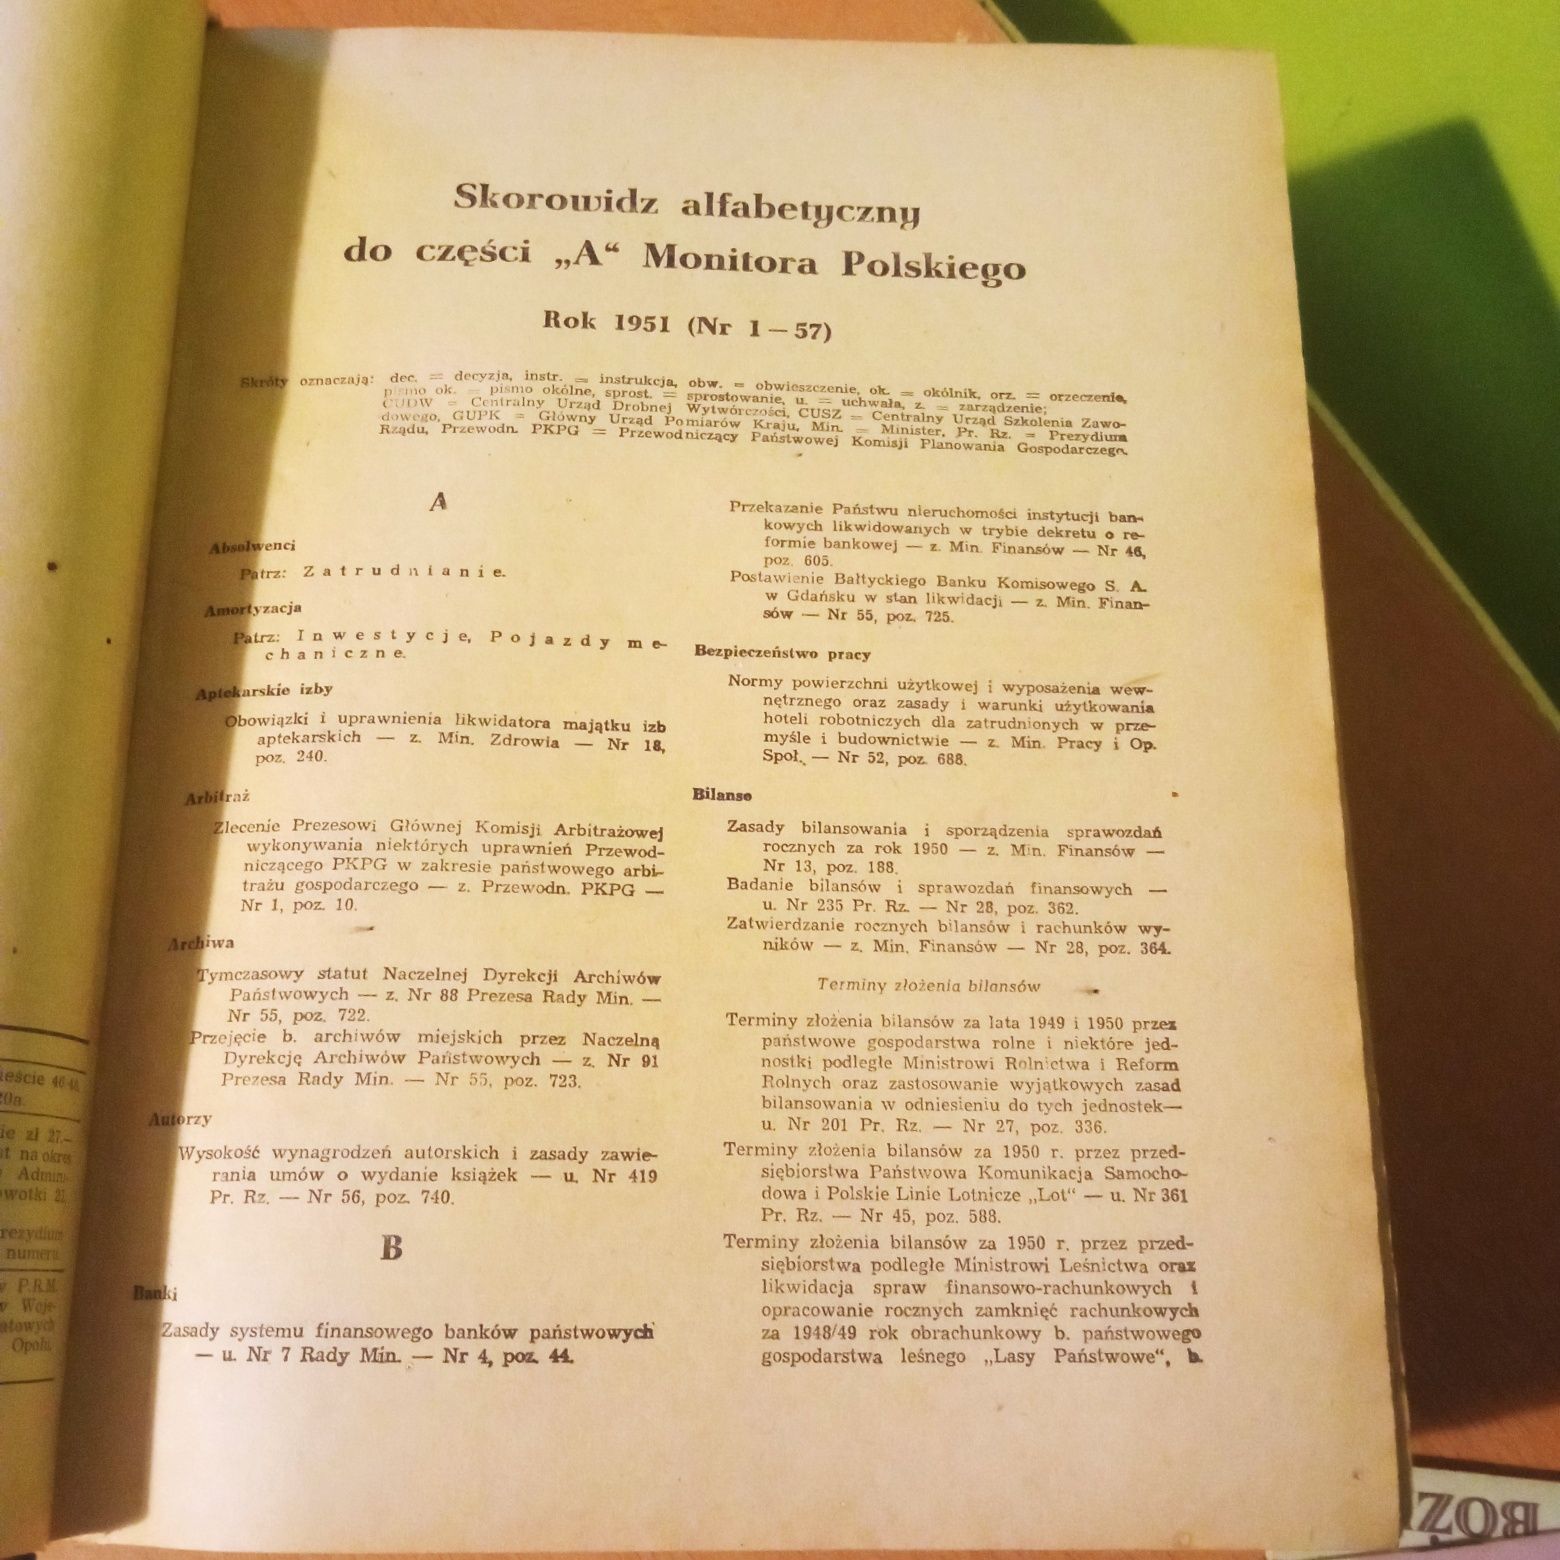 Skorowidz alfabetyczny
do części „A“ Monitora Polskiego
Rok 1951 (Nr 1 — 57)
Skróty oznaczają: dec. = decyzja, instr. = instrukcja, obw. = obwieszczenie, ok. = okólnik, orz. = orzeczenie,
pismo ok. = pismo okólne, sprost. = sprostowanie, u. = uchwała, z. = zarządzenie;
CUDW = Centralny Urząd Drobnej Wytwórczości, CUSZ = Centralny Urząd Szkolenia Zawo-
dowego, GUPK = Główny Urząd Pomiarów Kraju, Min. = Minister, Pr. Rz. = Prezydium
Rządu, Przewodn. PKPG = Przewodniczący Państwowej Komisji Planowania Gospodarczego.
A
Absolwenci
Patrz: Zatrudnianie.
Amortyzacja
Patrz: Inwestycje, Pojazdy me-
chaniczne.
Aptekarskie izby
Obowiązki i uprawnienia likwidatora majątku izb
aptekarskich — z. Min. Zdrowia — Nr 18,
poz. 240.
Arbitraż
Zlecenie Prezesowi Głównej Komisji Arbitrażowej
wykonywania niektórych uprawnień Przewod-
niczącego PKPG w zakresie państwowego arbi-
trażu gospodarczego — z. Przewodn. PKPG —
Nr 1, poz. 10.
Archiwa
Tymczasowy statut Naczelnej Dyrekcji Archiwów
Państwowych — z. Nr 88 Prezesa Rady Min. —
Nr 55, poz. 722.
Przejęcie b. archiwów miejskich przez Naczelną
Dyrekcję Archiwów Państwowych — z. Nr 91
Prezesa Rady Min. — Nr 55, poz. 723.
Autorzy
Wysokość wynagrodzeń autorskich i zasady zawie-
rania umów o wydanie książek — u. Nr 419
Pr. Rz. — Nr 56, poz. 740.
B
Banki
Zasady systemu finansowego banków państwowych
— u. Nr 7 Rady Min. — Nr 4, poz. 44.
Przekazanie Państwu nieruchomości instytucji ban-
kowych likwidowanych w trybie dekretu o re-
formie bankowej — z. Min. Finansów — Nr 46,
poz. 605.
Postawienie Bałtyckiego Banku Komisowego S. A.
w Gdańsku w stan likwidacji — z. Min. Finan-
sów — Nr 55, poz. 725.
Bezpieczeństwo pracy
Normy powierzchni użytkowej i wyposażenia wew-
nętrznego oraz zasady i warunki użytkowania
hoteli robotniczych dla zatrudnionych w prze-
myśle i budownictwie — z. Min. Pracy i Op.
Społ. — Nr 52, poz. 688.
Bilanse
Zasady bilansowania i sporządzenia sprawozdań
rocznych za rok 1950 — z. Min. Finansów —
Nr 13, poz. 188.
Badanie bilansów i sprawozdań finansowych —
u. Nr 235 Pr. Rz. — Nr 28, poz. 362.
Zatwierdzanie rocznych bilansów i rachunków wy-
ników — z. Min. Finansów — Nr 28, poz. 364.
Terminy złożenia bilansów
Terminy złożenia bilansów za lata 1949 i 1950 przez
państwowe gospodarstwa rolne i niektóre jed-
nostki podległe Ministrowi Rolnictwa i Reform
Rolnych oraz zastosowanie wyjątkowych zasad
bilansowania w odniesieniu do tych jednostek—
u. Nr 201 Pr. Rz. — Nr 27, poz. 336.
Terminy złożenia bilansów za 1950 r. przez przed-
siębiorstwa Państwowa Komunikacja Samocho-
dowa i Polskie Linie Lotnicze „Lot“ — u. Nr 361
Pr. Rz. — Nr 45, poz. 588.
Terminy złożenia bilansów za 1950 r. przez przed-
siębiorstwa podległe Ministrowi Leśnictwa oraz
likwidacja spraw finansowo-rachunkowych i
opracowanie rocznych zamknięć rachunkowych
za 1948/49 rok obrachunkowy b. państwowego
gospodarstwa leśnego „Lasy Państwowe“, b.
zł 27.—
na okres
numeru.
P.R.M.
Opolu.